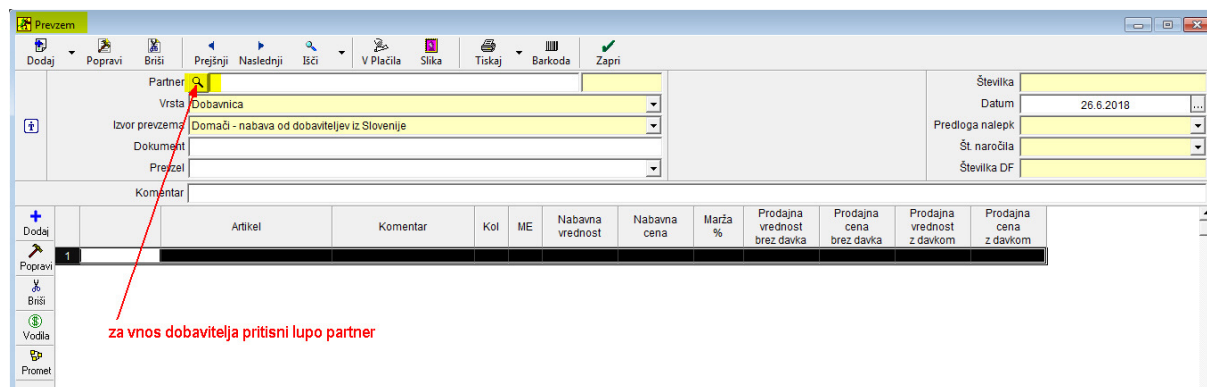 Prevzem
Dodaj Popravi Briši Prejšnji Naslednji Išči V Plačila Slika Tiskaj Barkoda Zapri
Partner Številka
Vrsta Dobavnica Datum 26.6.2018 ...
Izvor prevzema Domači - nabava od dobaviteljev iz Slovenije Predloga nalepk
Dokument Št. naročila
Prevzel Številka DF
Komentar
Dodaj Artikel Komentar Kol ME Nabavna vrednost Nabavna cena Marža % Prodajna vrednost brez davka Prodajna cena brez davka Prodajna vrednost z davkom Prodajna cena z davkom
1
Popravi
Briši
Vodila
za vnos dobavitelja pritisni lupo partner
Promet